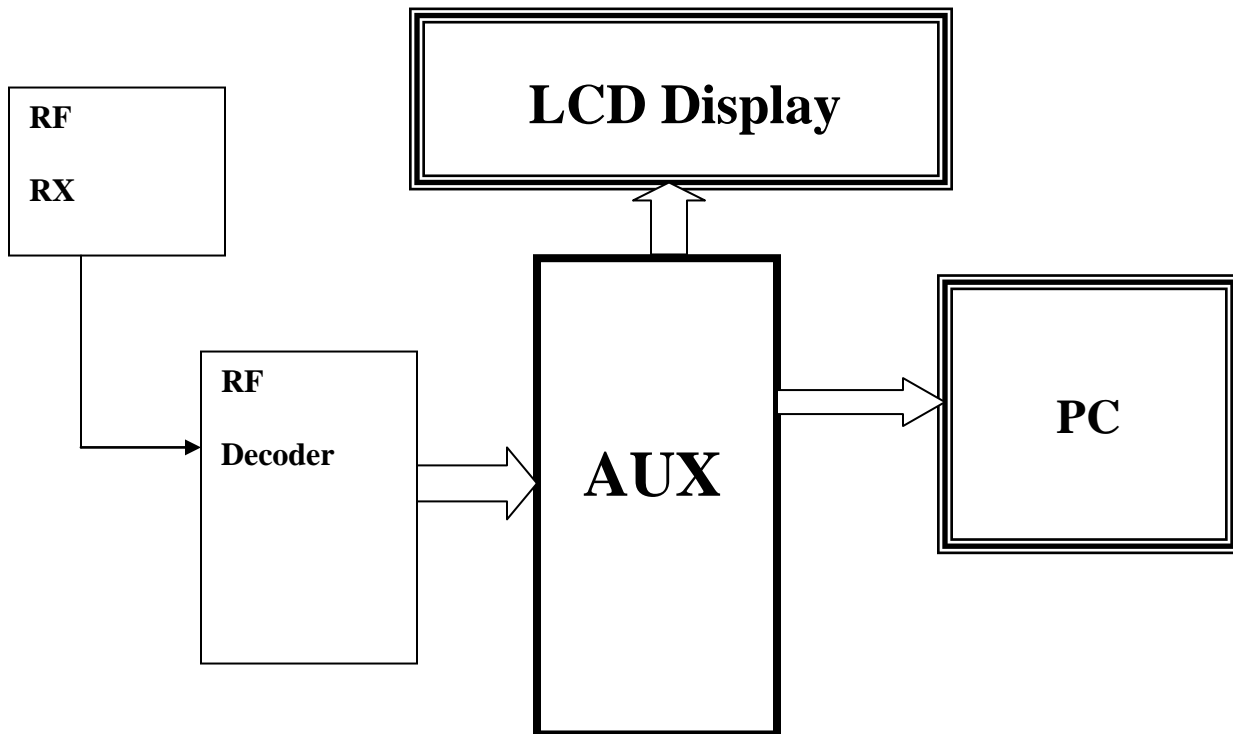 LCD Display
RF
RX
RF
Decoder
AUX
PC